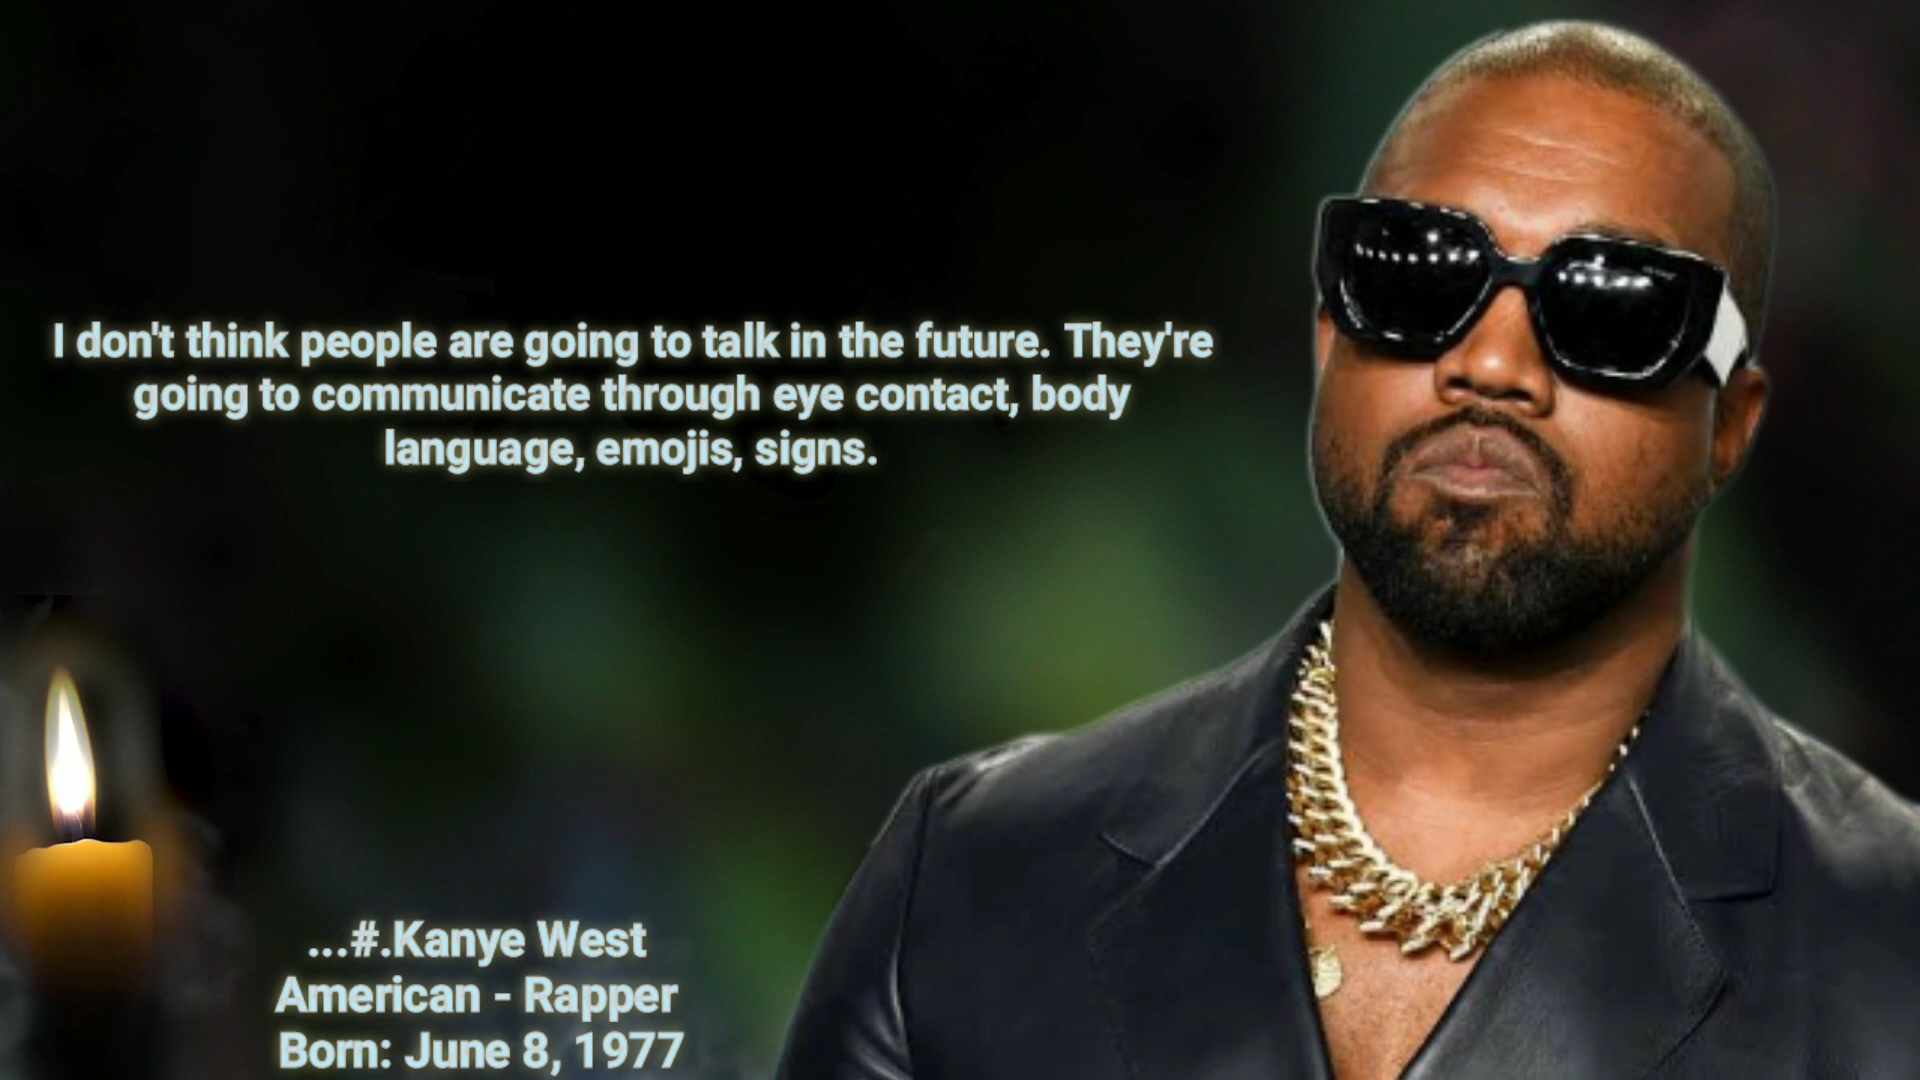 I don't think people are going to talk in the future. They're
going to communicate through eye contact, body
language, emojis, signs.
...#.Kanye West
American - Rapper
Born: June 8, 1977